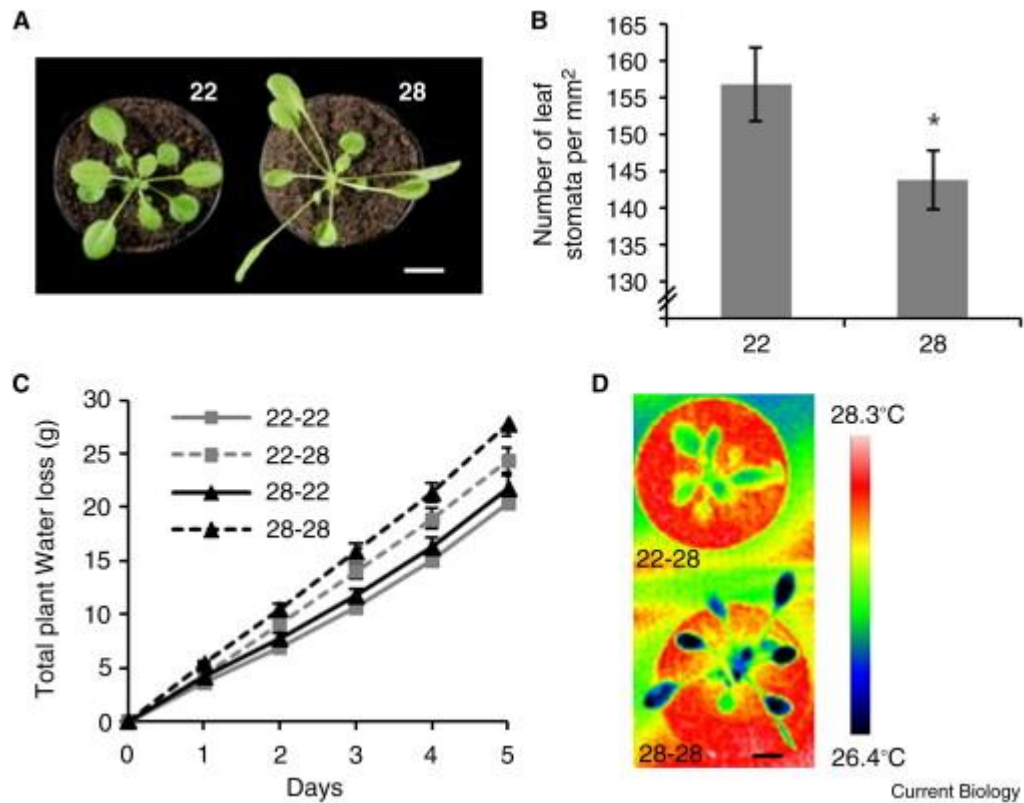 A
22
28
B
Number of leaf
stomata per mm²
165
160
155
150
145
140
135
130
*
22
28
C
Total plant Water loss (g)
30
25
20
15
10
5
0
22-22
22-28
28-22
28-28
0 1 2 3 4 5
Days
D
22-28
28-28
28.3°C
26.4°C
Current Biology